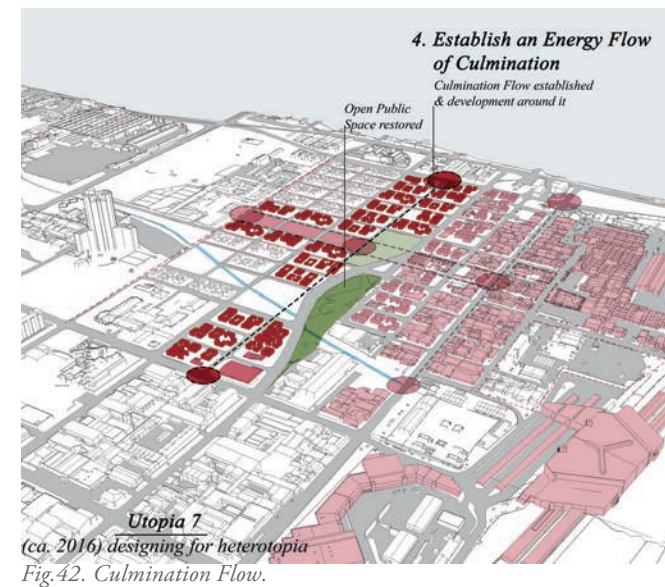 4. Establish an Energy Flow
of Culmination
Culmination Flow established
& development around it
Open Public
Space restored
Utopia 7
(ca. 2016) designing for heterotopia
Fig.42. Culmination Flow.